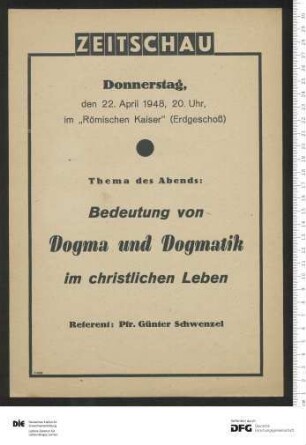 ZEITSCHAU
Donnerstag,
den 22. April 1948, 20. Uhr,
im „Römischen Kaiser" (Erdgeschoß)
Thema des Abends:
Bedeutung von
Dogma und Dogmatik
im christlichen Leben
Referent: Pfr. Günter Schwenzel
DFG